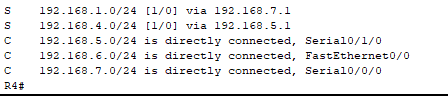 S    192.168.1.0/24 [1/0] via 192.168.7.1
S    192.168.4.0/24 [1/0] via 192.168.5.1
C    192.168.5.0/24 is directly connected, Serial0/1/0
C    192.168.6.0/24 is directly connected, FastEthernet0/0
C    192.168.7.0/24 is directly connected, Serial0/0/0
R4#